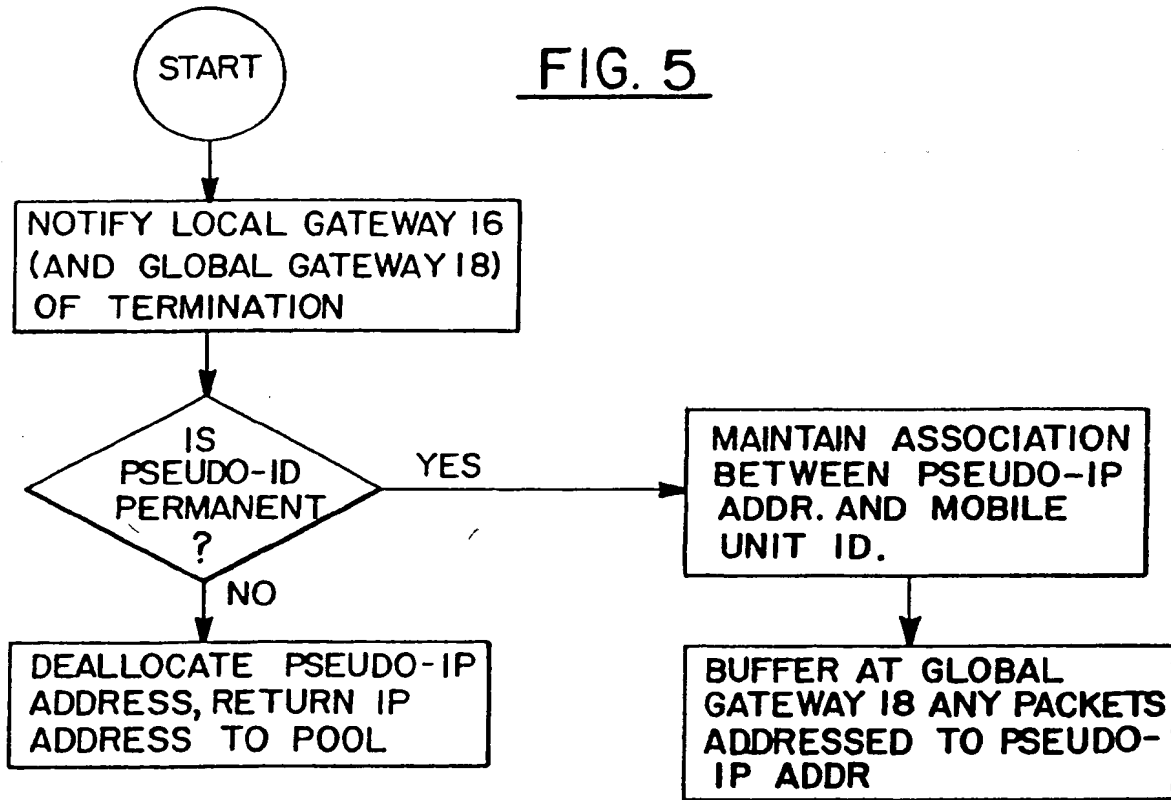 START
FIG. 5
NOTIFY LOCAL GATEWAY 16
(AND GLOBAL GATEWAY 18)
OF TERMINATION
IS
PSEUDO-ID
PERMANENT
?
YES
NO
MAINTAIN ASSOCIATION
BETWEEN PSEUDO-IP
ADDR. AND MOBILE
UNIT ID.
DEALLOCATE PSEUDO-IP
ADDRESS, RETURN IP
ADDRESS TO POOL
BUFFER AT GLOBAL
GATEWAY 18 ANY PACKETS
ADDRESSED TO PSEUDO-
IP ADDR